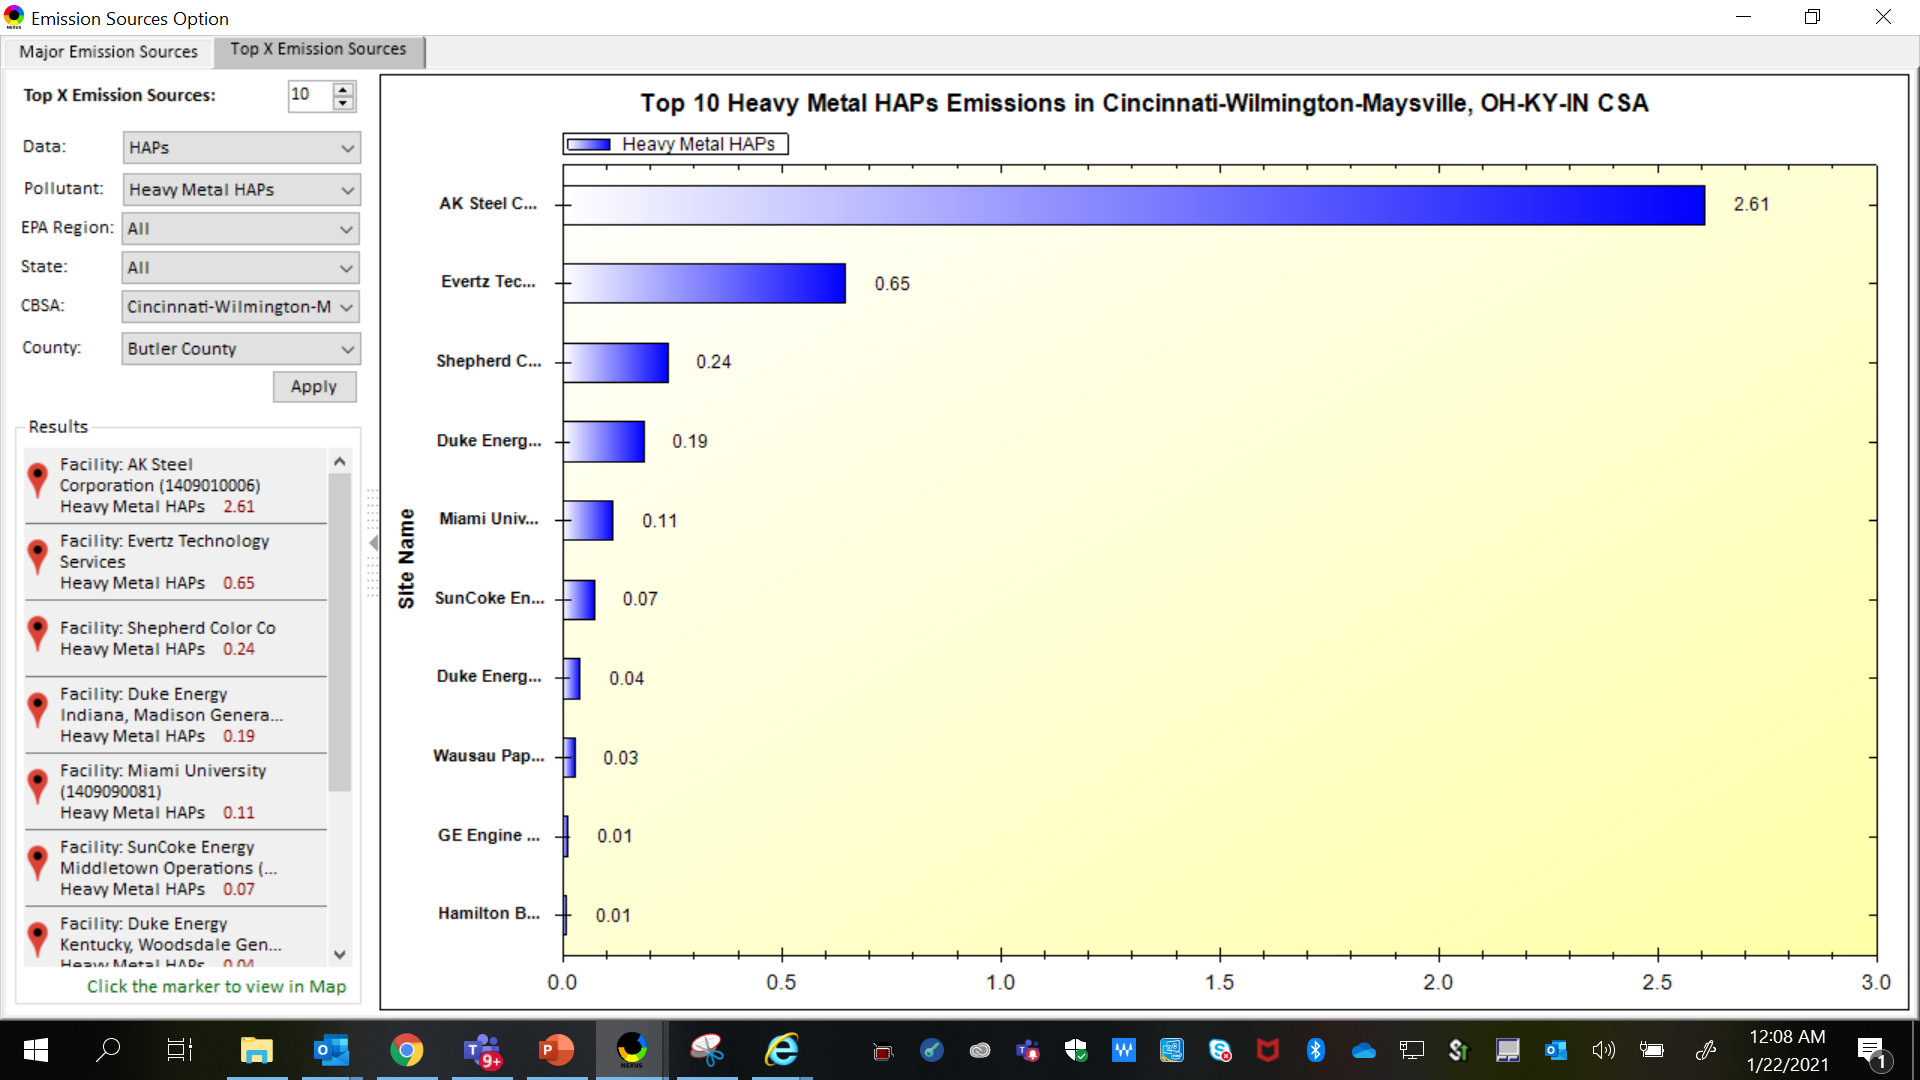 Emission Sources Option
Major Emission Sources
Top X Emission Sources
Top X Emission Sources:
10
Data:
HAPs
Pollutant:
Heavy Metal HAPs
EPA Region:
All
State:
All
CBSA:
Cincinnati-Wilmington-M
County:
Butler County
Apply
Results
Facility: AK Steel
Corporation (1409010006)
Heavy Metal HAPs 2.61
Facility: Evertz Technology
Services
Heavy Metal HAPs 0.65
Facility: Shepherd Color Co
Heavy Metal HAPs 0.24
Facility: Duke Energy
Indiana, Madison Genera...
Heavy Metal HAPs 0.19
Facility: Miami University
(1409090081)
Heavy Metal HAPs 0.11
Facility: SunCoke Energy
Middletown Operations (...
Heavy Metal HAPs 0.07
Facility: Duke Energy
Kentucky, Woodsdale Gen...
Heavy Metal HAPs 0.04
Click the marker to view in Map
Top 10 Heavy Metal HAPs Emissions in Cincinnati-Wilmington-Maysville, OH-KY-IN CSA
Heavy Metal HAPs
Site Name
AK Steel C... 2.61
Evertz Tec... 0.65
Shepherd C... 0.24
Duke Energ... 0.19
Miami Univ... 0.11
SunCoke En... 0.07
Duke Energ... 0.04
Wausau Pap... 0.03
GE Engine ... 0.01
Hamilton B... 0.01
0.0 0.5 1.0 1.5 2.0 2.5 3.0
9+
NEXUS
12:08 AM
1/22/2021
1